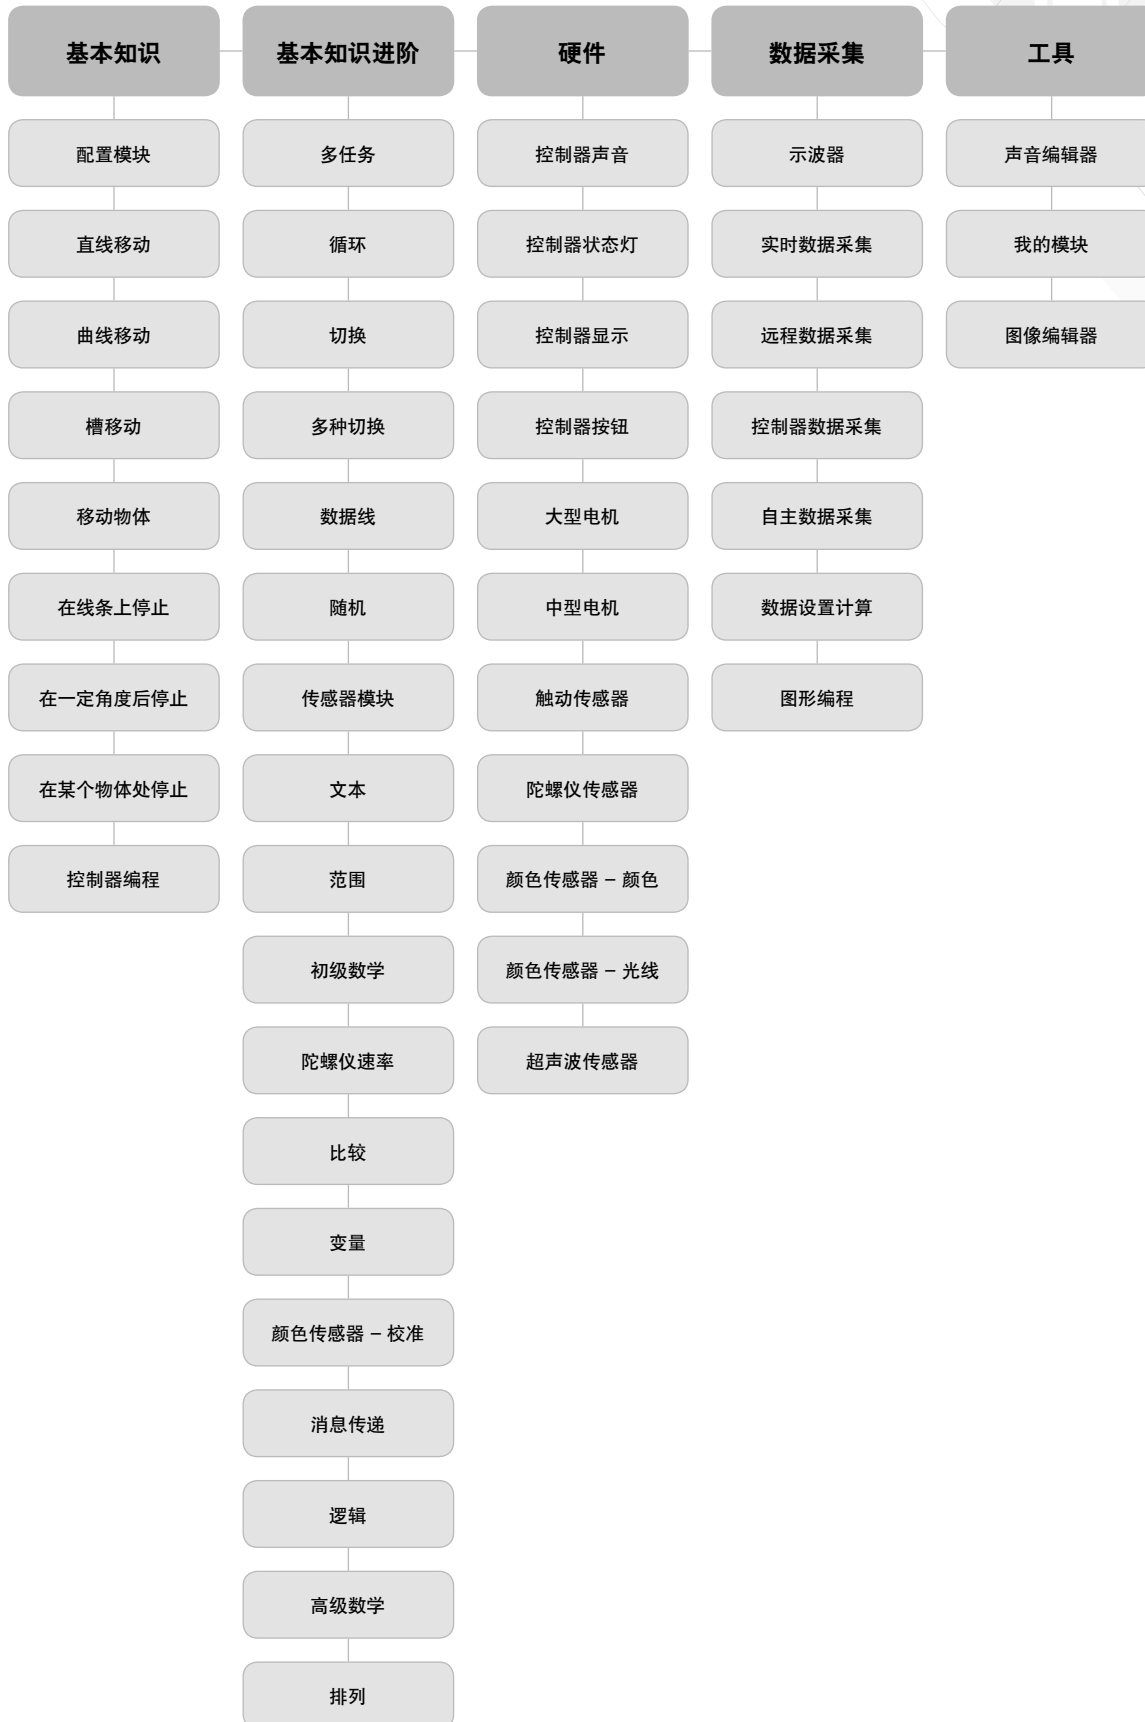 基本知识
配置模块
直线移动
曲线移动
槽移动
移动物体
在线条上停止
在一定角度后停止
在某个物体处停止
控制器编程
基本知识进阶
多任务
循环
切换
多种切换
数据线
随机
传感器模块
文本
范围
初级数学
陀螺仪速率
比较
变量
颜色传感器 – 校准
消息传递
逻辑
高级数学
排列
硬件
控制器声音
控制器状态灯
控制器显示
控制器按钮
大型电机
中型电机
触动传感器
陀螺仪传感器
颜色传感器 – 颜色
颜色传感器 – 光线
超声波传感器
数据采集
示波器
实时数据采集
远程数据采集
控制器数据采集
自主数据采集
数据设置计算
图形编程
工具
声音编辑器
我的模块
图像编辑器